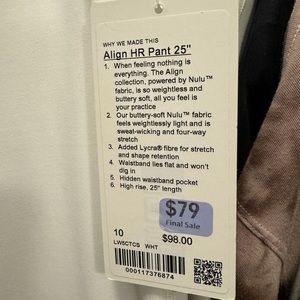 WHY WE MADE THIS
Align HR Pant 25"
1. When feeling nothing is
everything. The Align
collection, powered by Nulu™
fabric, is so weightless and
buttery soft, all you feel is
your practice
2. Our buttery-soft Nulu™ fabric
feels weightlessly light and is
sweat-wicking and four-way
stretch
3. Added Lycra® fibre for stretch
and shape retention
4. Waistband lies flat and won't
dig in
5. Hidden waistband pocket
6. High rise, 25" length
$79
Final Sale
10
$98.00
LW5CTCS WHT
000117376874